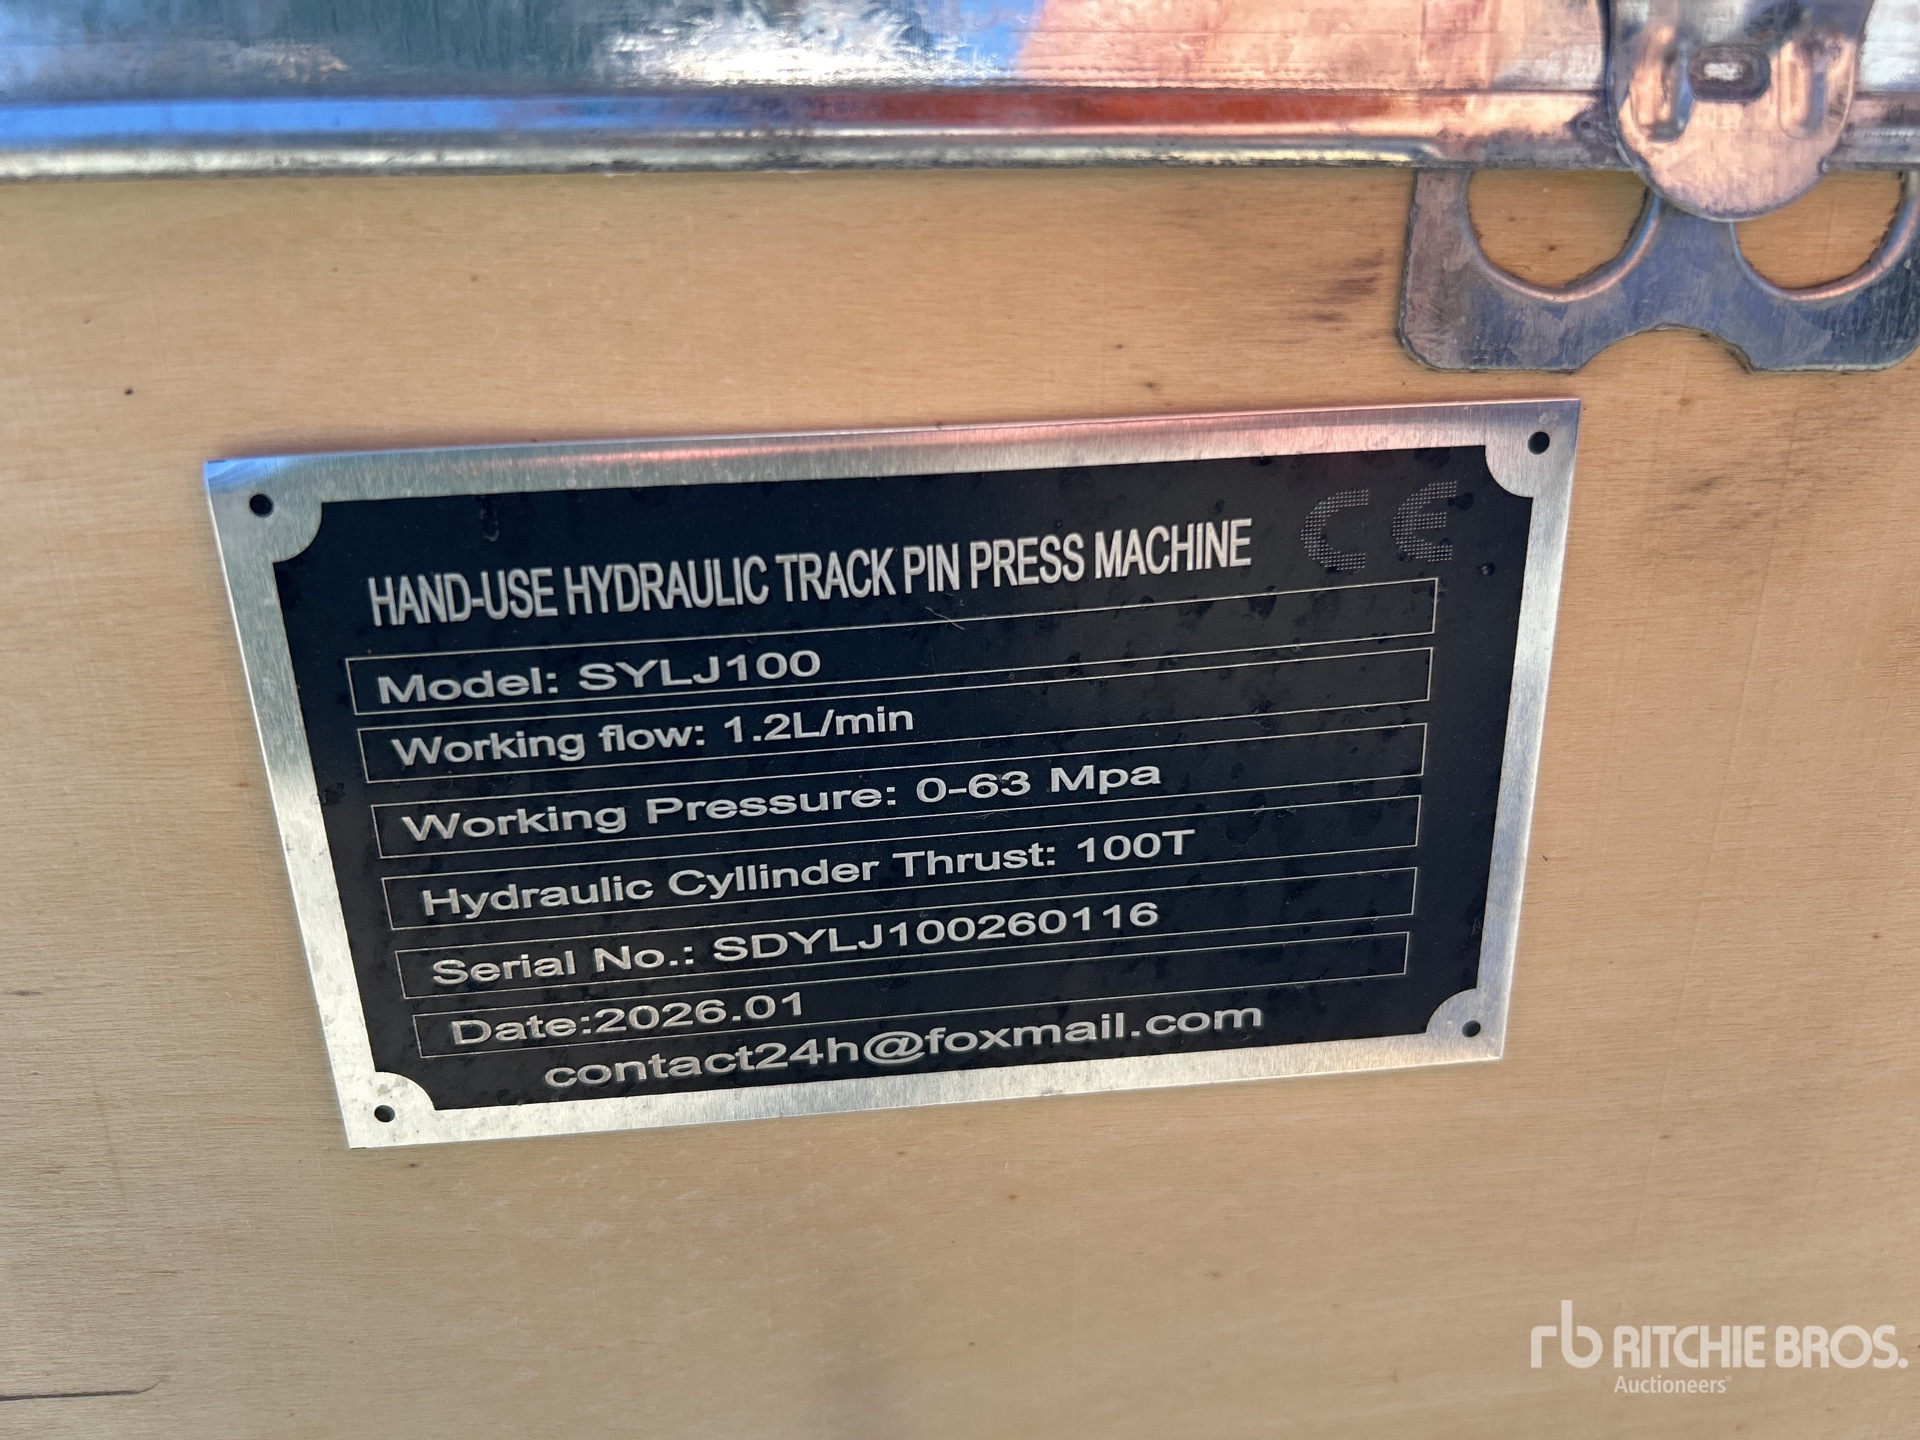 HAND-USE HYDRAULIC TRACK PIN PRESS MACHINE CE
Model: SYLJ100
Working flow: 1.2L/min
Working Pressure: 0-63 Mpa
Hydraulic Cyllinder Thrust: 100T
Serial No.: SDYLJ100260116
Date:2026.01
contact24h@foxmail.com
rb RITCHIE BROS.
Auctioneers